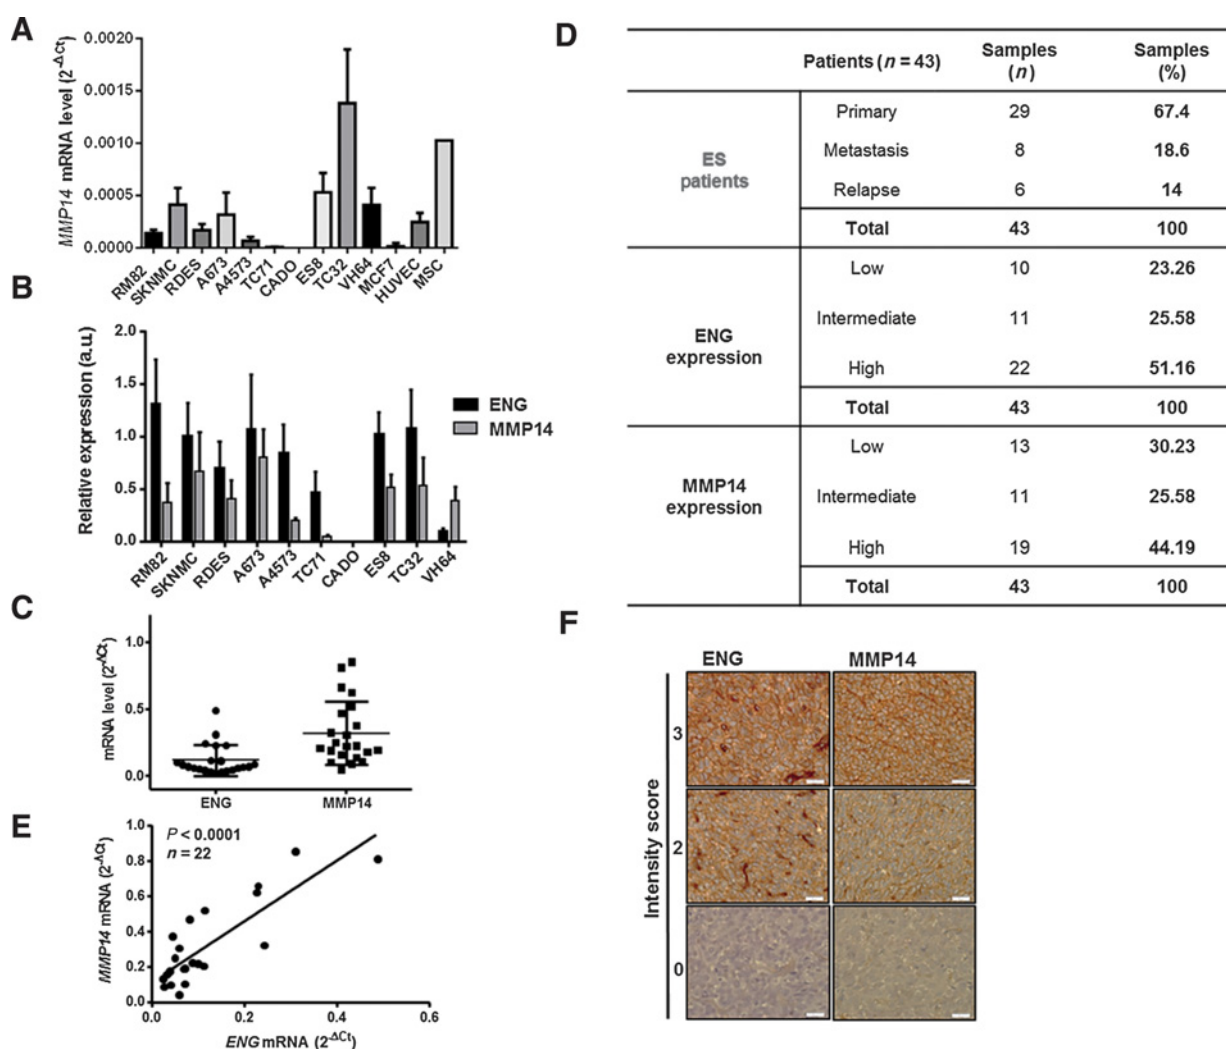 A
MMP14 mRNA level (2-ΔCt)
0.0020
0.0015
0.0010
0.0005
0.0000
RM82
SKNMC
RDES
A673
A4573
TC71
CADO
ES8
TC32
VH64
MCF7
HUVEC
MSC
B
Relative expression (a.u.)
2.0
1.5
1.0
0.5
0.0
ENG
MMP14
RM82
SKNMC
RDES
A673
A4573
TC71
CADO
ES8
TC32
VH64
C
mRNA level (2-ΔCt)
1.0
0.5
0.0
ENG
MMP14
E
MMP14 mRNA (2-ΔCt)
1.0
0.8
0.6
0.4
0.2
0.0
P < 0.0001
n = 22
0.0
0.2
0.4
0.6
ENG mRNA (2-ΔCt)
D
Patients (n = 43)
Samples
(n)
Samples
(%)
ES
patients
Primary 29 67.4
Metastasis 8 18.6
Relapse 6 14
Total 43 100
ENG
expression
Low 10 23.26
Intermediate 11 25.58
High 22 51.16
Total 43 100
MMP14
expression
Low 13 30.23
Intermediate 11 25.58
High 19 44.19
Total 43 100
F
ENG
MMP14
Intensity score
3
2
0